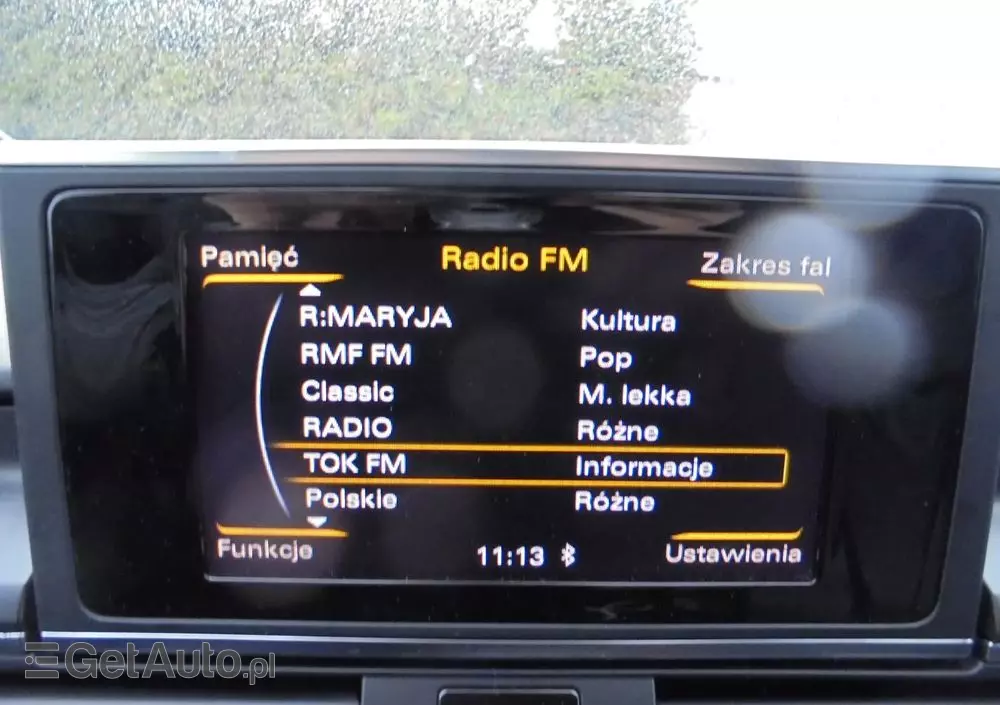 Pamięć Radio FM Zakres fal
R:MARYJA Kultura
RMF FM Pop
Classic M. lekka
RADIO Różne
TOK FM Informacje
Polskie Różne
Funkcje 11:13 Ustawienia
GetAuto.pl